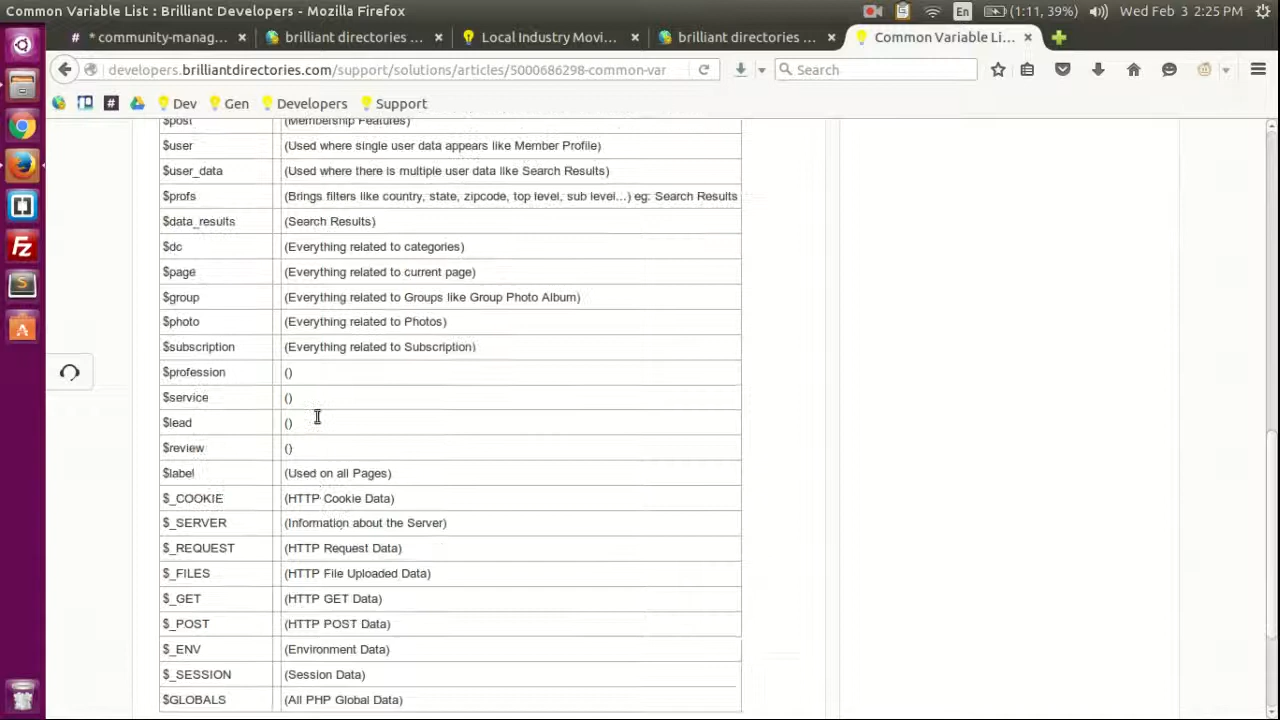 Common Variable List : Brilliant Developers - Mozilla Firefox
En (1:11, 39%) Wed Feb 3 2:25 PM
# * community-manag... × brilliant directories ... × Local Industry Movi... × brilliant directories ... × Common Variable Li... ×
developers.brilliantdirectories.com/support/solutions/articles/5000686298-common-var Search
# Dev Gen Developers Support
$post (Membership Features)
$user (Used where single user data appears like Member Profile)
$user_data (Used where there is multiple user data like Search Results)
$profs (Brings filters like country, state, zipcode, top level, sub level...) eg: Search Results
$data_results (Search Results)
$dc (Everything related to categories)
$page (Everything related to current page)
$group (Everything related to Groups like Group Photo Album)
$photo (Everything related to Photos)
$subscription (Everything related to Subscription)
$profession ()
$service ()
$lead ()
$review ()
$label (Used on all Pages)
$_COOKIE (HTTP Cookie Data)
$_SERVER (Information about the Server)
$_REQUEST (HTTP Request Data)
$_FILES (HTTP File Uploaded Data)
$_GET (HTTP GET Data)
$_POST (HTTP POST Data)
$_ENV (Environment Data)
$_SESSION (Session Data)
$GLOBALS (All PHP Global Data)